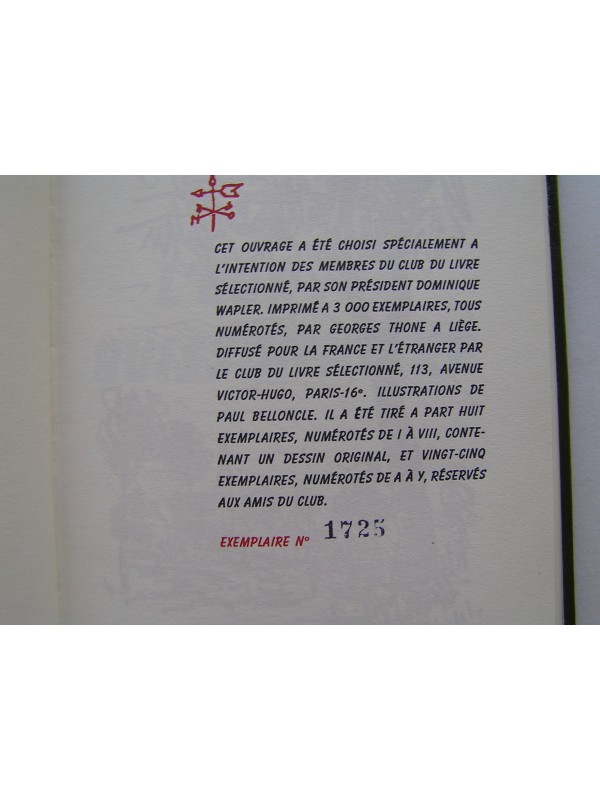 CET OUVRAGE A ÉTÉ CHOISI SPÉCIALEMENT A
L'INTENTION DES MEMBRES DU CLUB DU LIVRE
SÉLECTIONNÉ, PAR SON PRÉSIDENT DOMINIQUE
WAPLER. IMPRIMÉ A 3 000 EXEMPLAIRES, TOUS
NUMÉROTÉS, PAR GEORGES THONE A LIÈGE.
DIFFUSÉ POUR LA FRANCE ET L'ÉTRANGER PAR
LE CLUB DU LIVRE SÉLECTIONNÉ, 113, AVENUE
VICTOR-HUGO, PARIS-16e. ILLUSTRATIONS DE
PAUL BELLONCLE. IL A ÉTÉ TIRÉ A PART HUIT
EXEMPLAIRES, NUMÉROTÉS DE I À VIII, CONTE-
NANT UN DESSIN ORIGINAL, ET VINGT-CINQ
EXEMPLAIRES, NUMÉROTÉS DE A À Y, RÉSERVÉS
AUX AMIS DU CLUB.
EXEMPLAIRE N° 1725